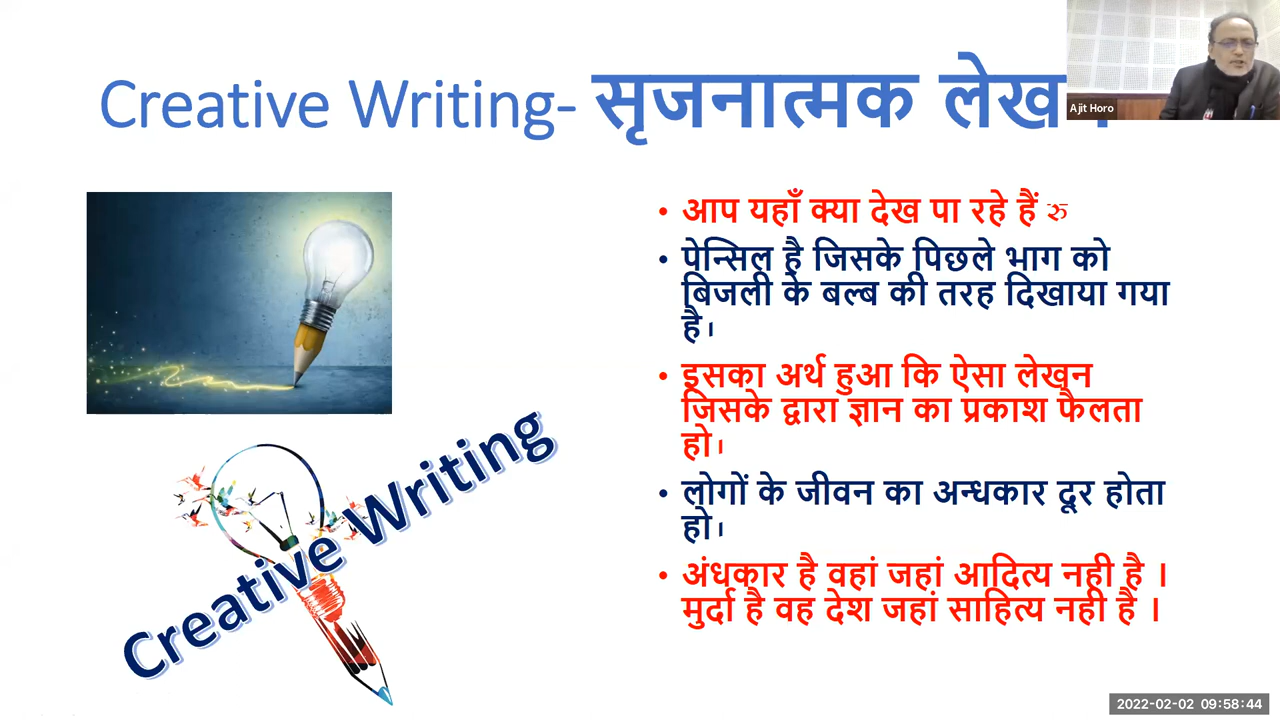 Creative Writing- सृजनात्मक लेख
Ajit Horo
• आप यहाँ क्या देख पा रहे हैं रु
• पेन्सिल है जिसके पिछले भाग को
बिजली के बल्ब की तरह दिखाया गया
है।
• इसका अर्थ हुआ कि ऐसा लेखन
जिसके द्वारा ज्ञान का प्रकाश फैलता
हो।
• लोगों के जीवन का अन्धकार दूर होता
हो।
• अंधकार है वहां जहां आदित्य नही है ।
मुर्दा है वह देश जहां साहित्य नही है ।
Creative Writing
2022-02-02 09:58:44